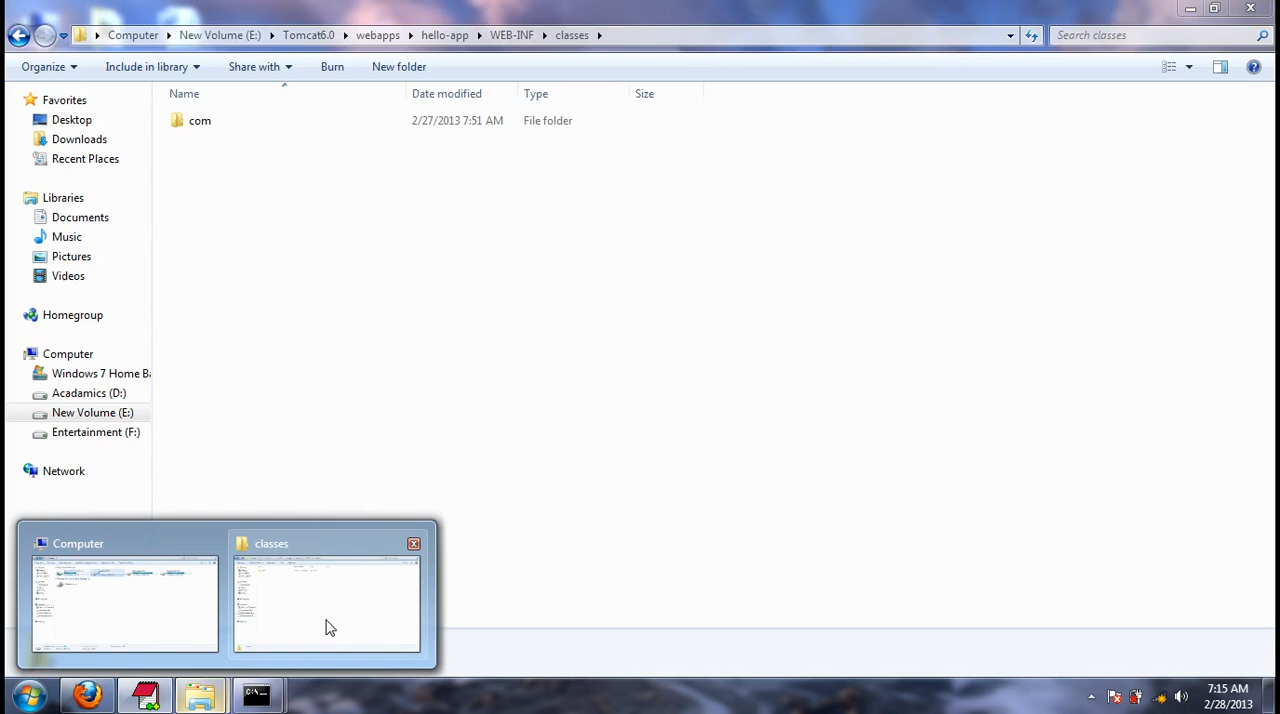 Computer New Volume (E:) Tomcat6.0 webapps hello-app WEB-INF classes Search classes
Organize Include in library Share with Burn New folder
Name Date modified Type Size
com 2/27/2013 7:51 AM File folder
Favorites
Desktop
Downloads
Recent Places
Libraries
Documents
Music
Pictures
Videos
Homegroup
Computer
Windows 7 Home Ba
Acadamics (D:)
New Volume (E:)
Entertainment (F:)
Network
Computer classes
7:15 AM
2/28/2013